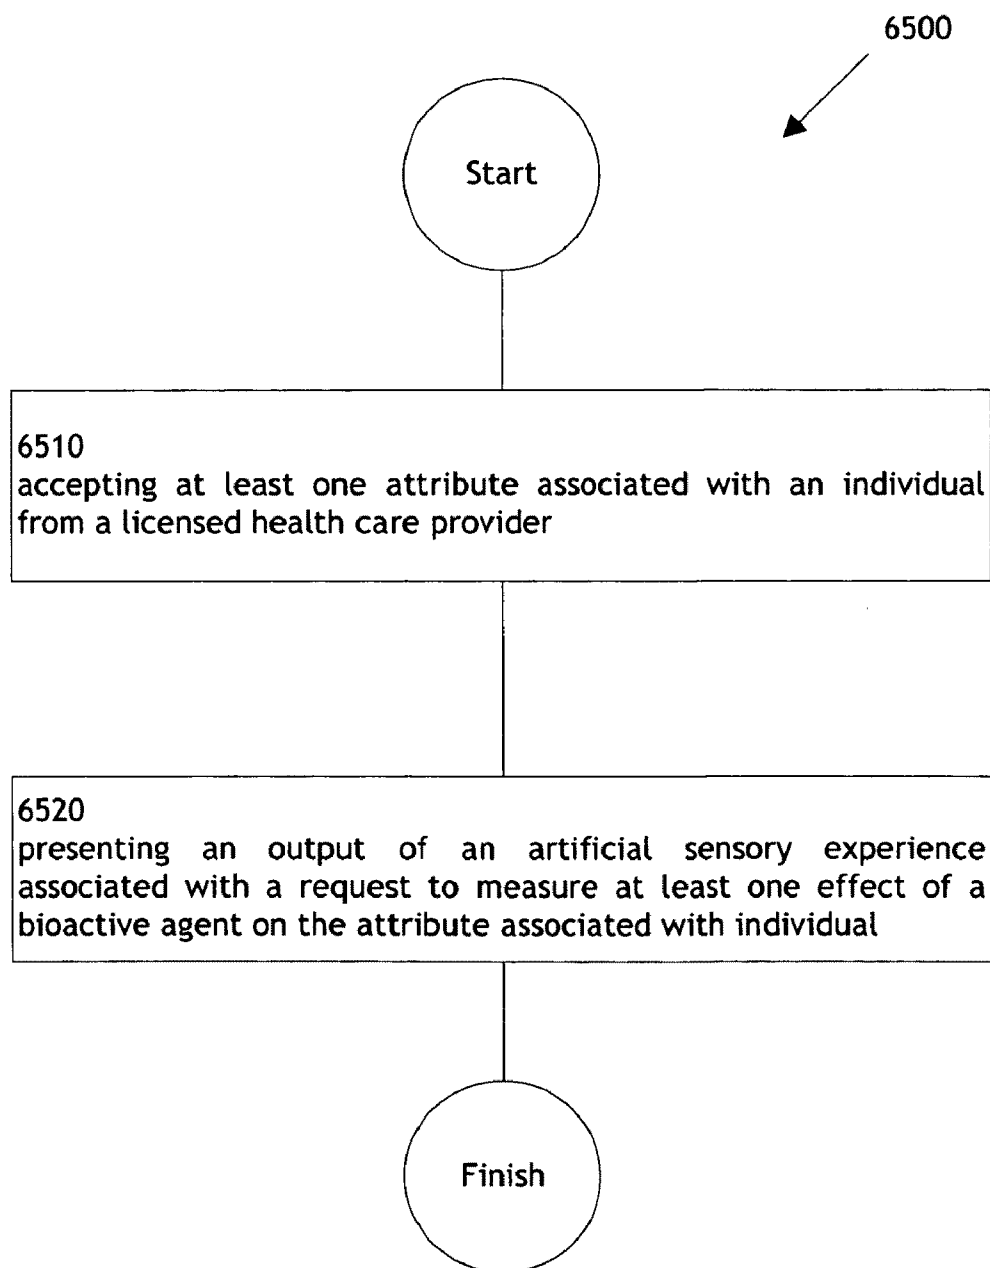 6500
Start
6510
accepting at least one attribute associated with an individual
from a licensed health care provider
6520
presenting an output of an artificial sensory experience
associated with a request to measure at least one effect of a
bioactive agent on the attribute associated with individual
Finish